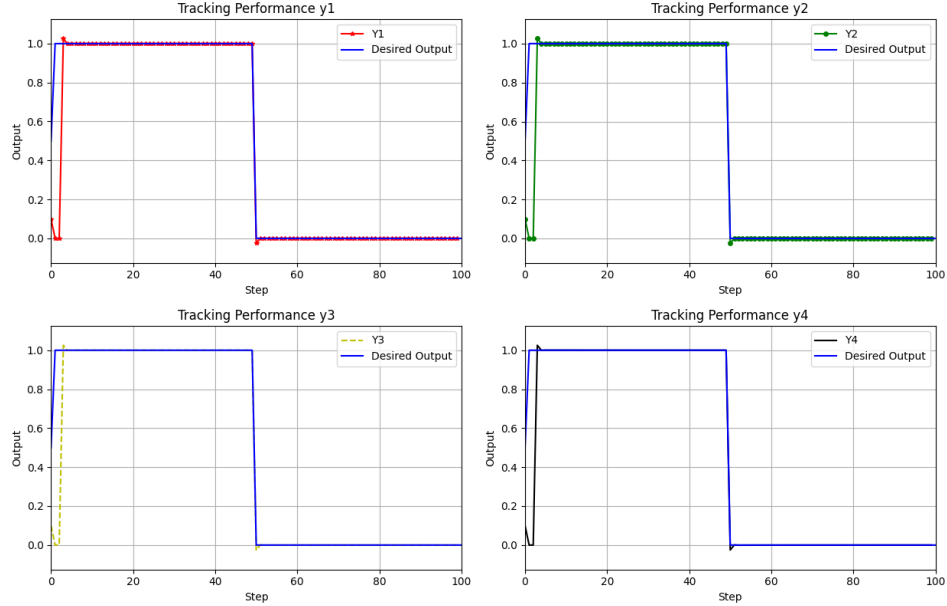 Tracking Performance y1
Y1
Desired Output
Output
1.0
0.8
0.6
0.4
0.2
0.0
0 20 40 60 80 100
Step
Tracking Performance y2
Y2
Desired Output
Output
1.0
0.8
0.6
0.4
0.2
0.0
0 20 40 60 80 100
Step
Tracking Performance y3
Y3
Desired Output
Output
1.0
0.8
0.6
0.4
0.2
0.0
0 20 40 60 80 100
Step
Tracking Performance y4
Y4
Desired Output
Output
1.0
0.8
0.6
0.4
0.2
0.0
0 20 40 60 80 100
Step